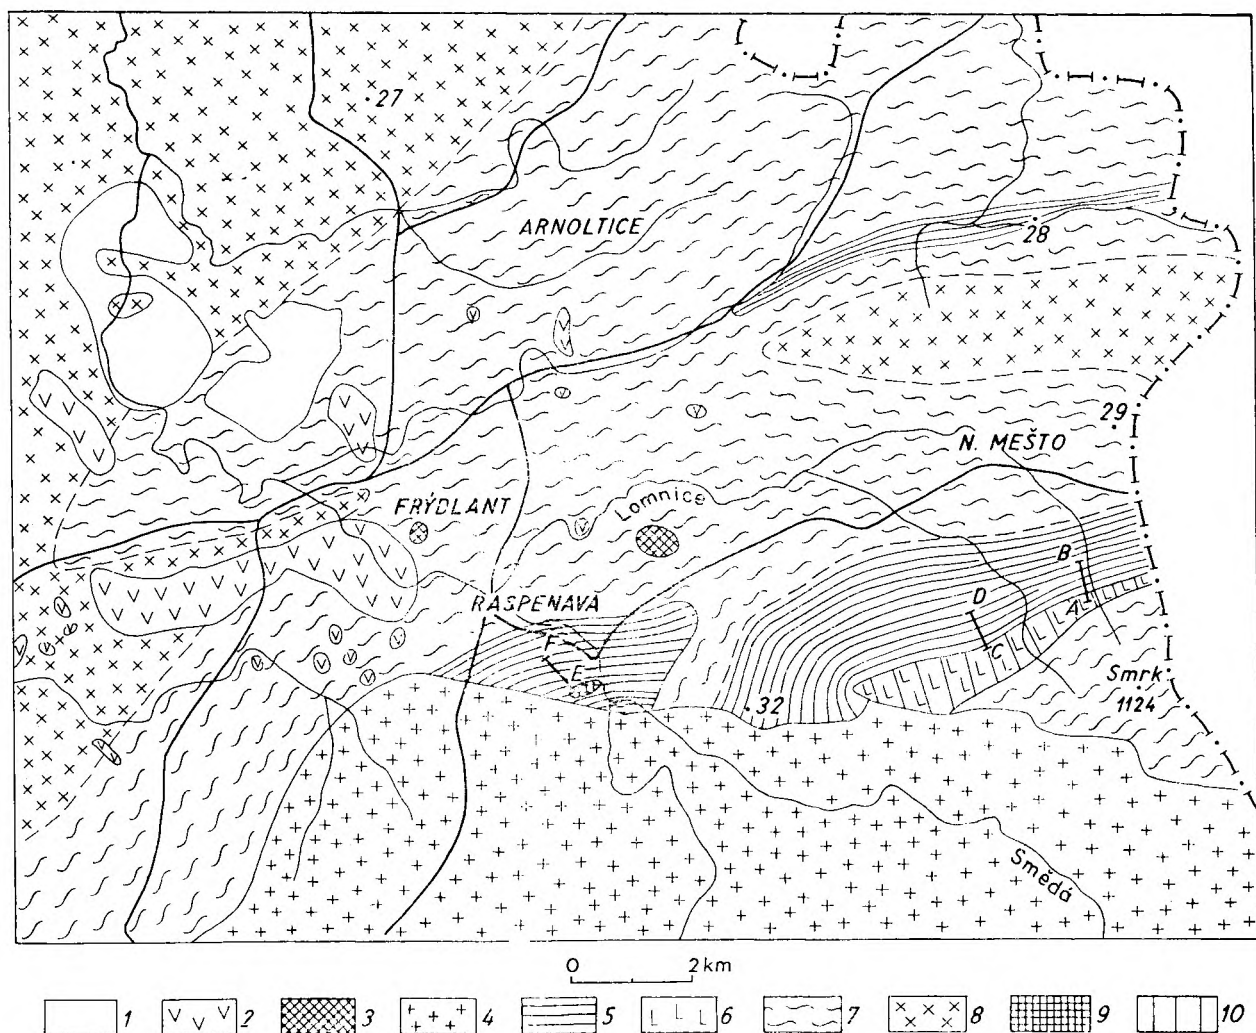 27
ARNOLTICE
28
29
N. MEŠTO
FRÝDLANT
Lomnice
B
RASPENAVA
D
A
F
C
E
Smrk
1124
32
Smědá
0 2 km
1 2 3 4 5 6 7 8 9 10